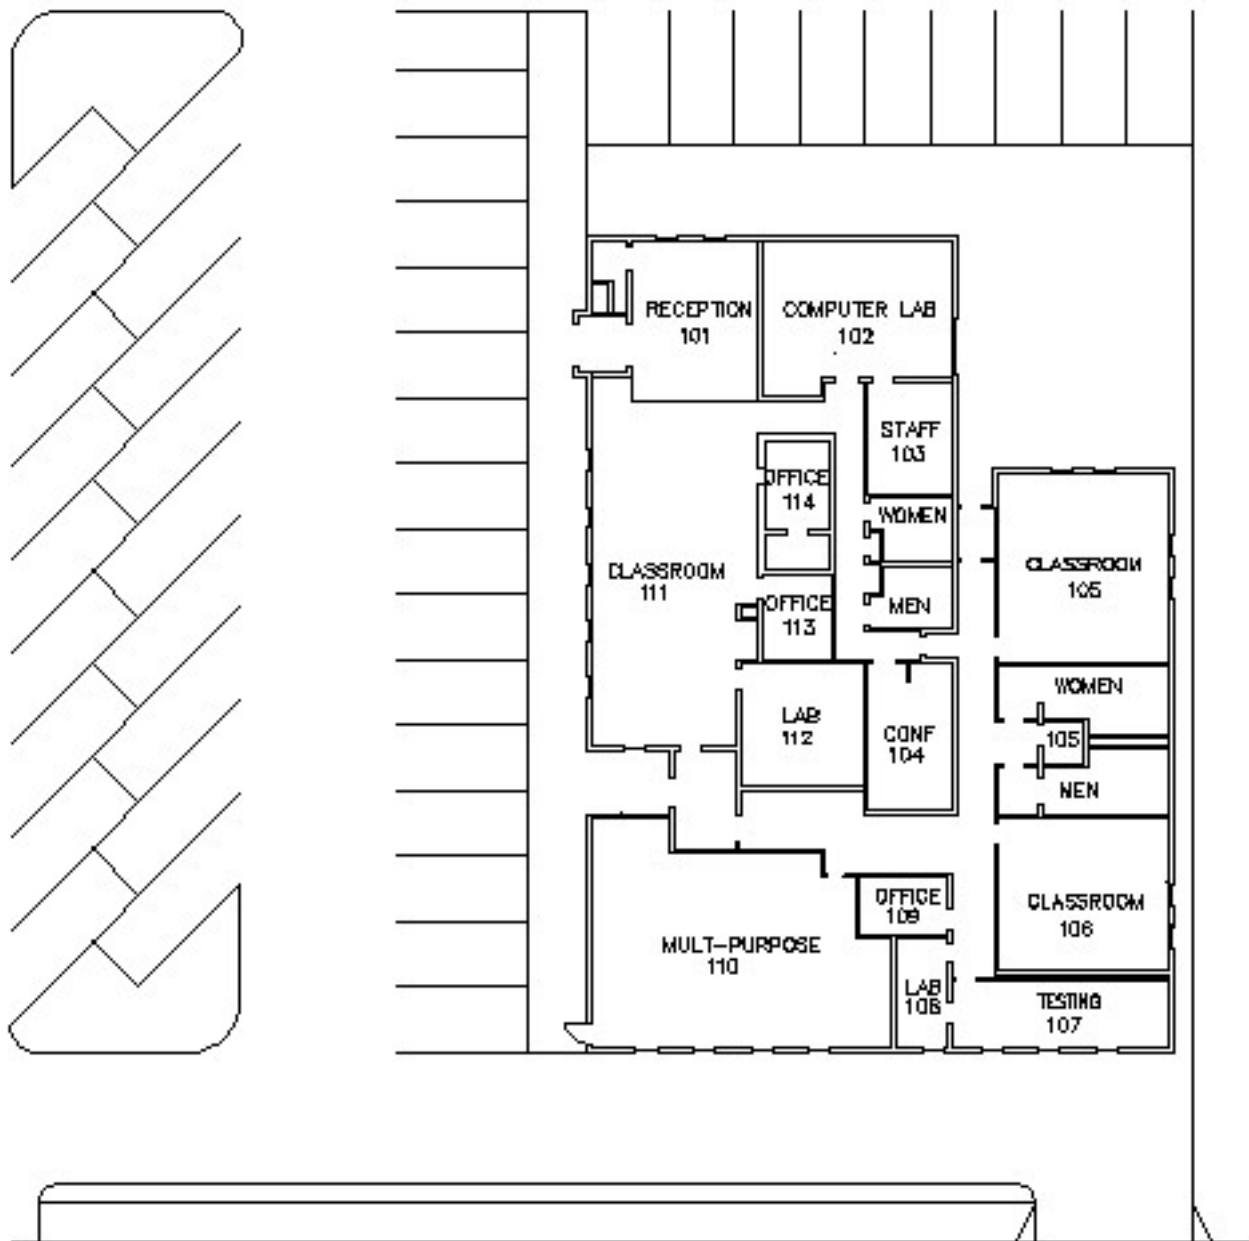 RECEPTION
101
COMPUTER LAB
102
STAFF
103
OFFICE
114
WOMEN
CLASSROOM
105
CLASSROOM
111
OFFICE
113
MEN
WOMEN
LAB
112
CONF
104
105
MEN
OFFICE
109
CLASSROOM
106
MULT-PURPOSE
110
LAB
108
TESTING
107